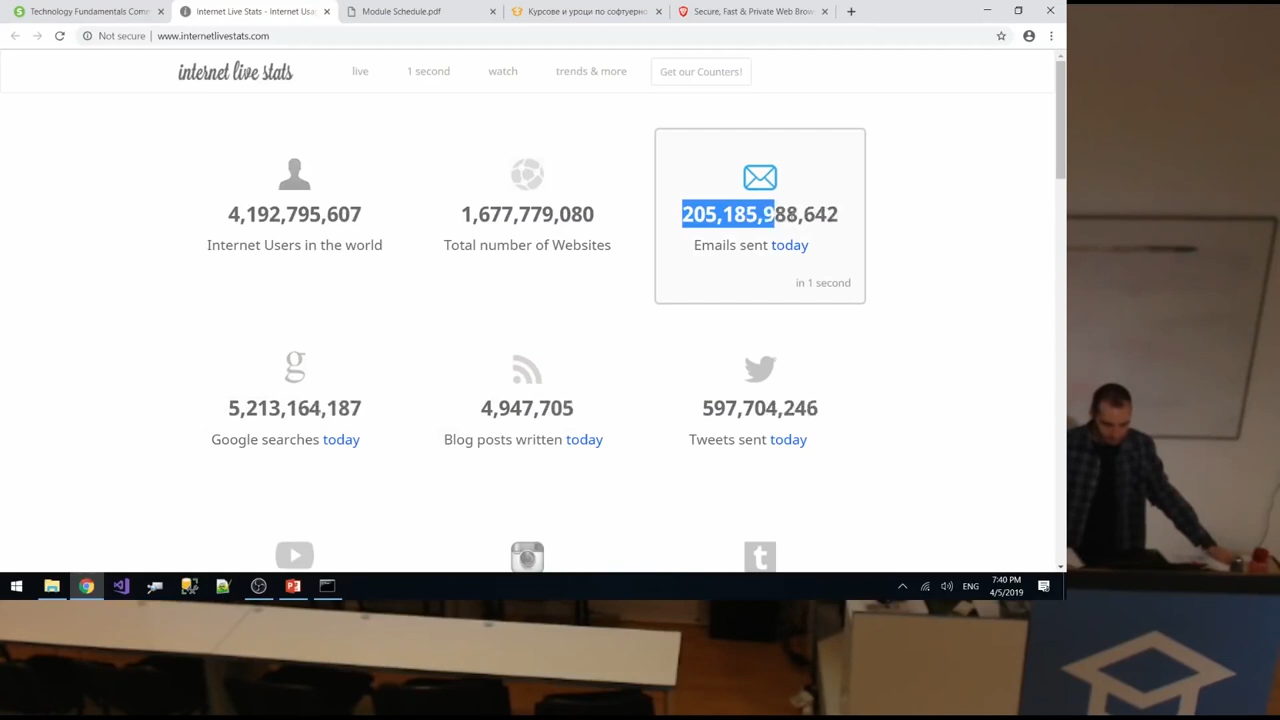 Technology Fundamentals Comm
Internet Live Stats - Internet Usag
Module Schedule.pdf
Курсове и уроци по софтуерно
Secure, Fast & Private Web Brow
Not secure
www.internetlivestats.com
internet live stats
live
1 second
watch
trends & more
Get our Counters!
4,192,795,607
1,677,779,080
205,185,988,642
Internet Users in the world
Total number of Websites
Emails sent today
in 1 second
g
5,213,164,187
4,947,705
597,704,246
Google searches today
Blog posts written today
Tweets sent today
t
ENG
7:40 PM
4/5/2019